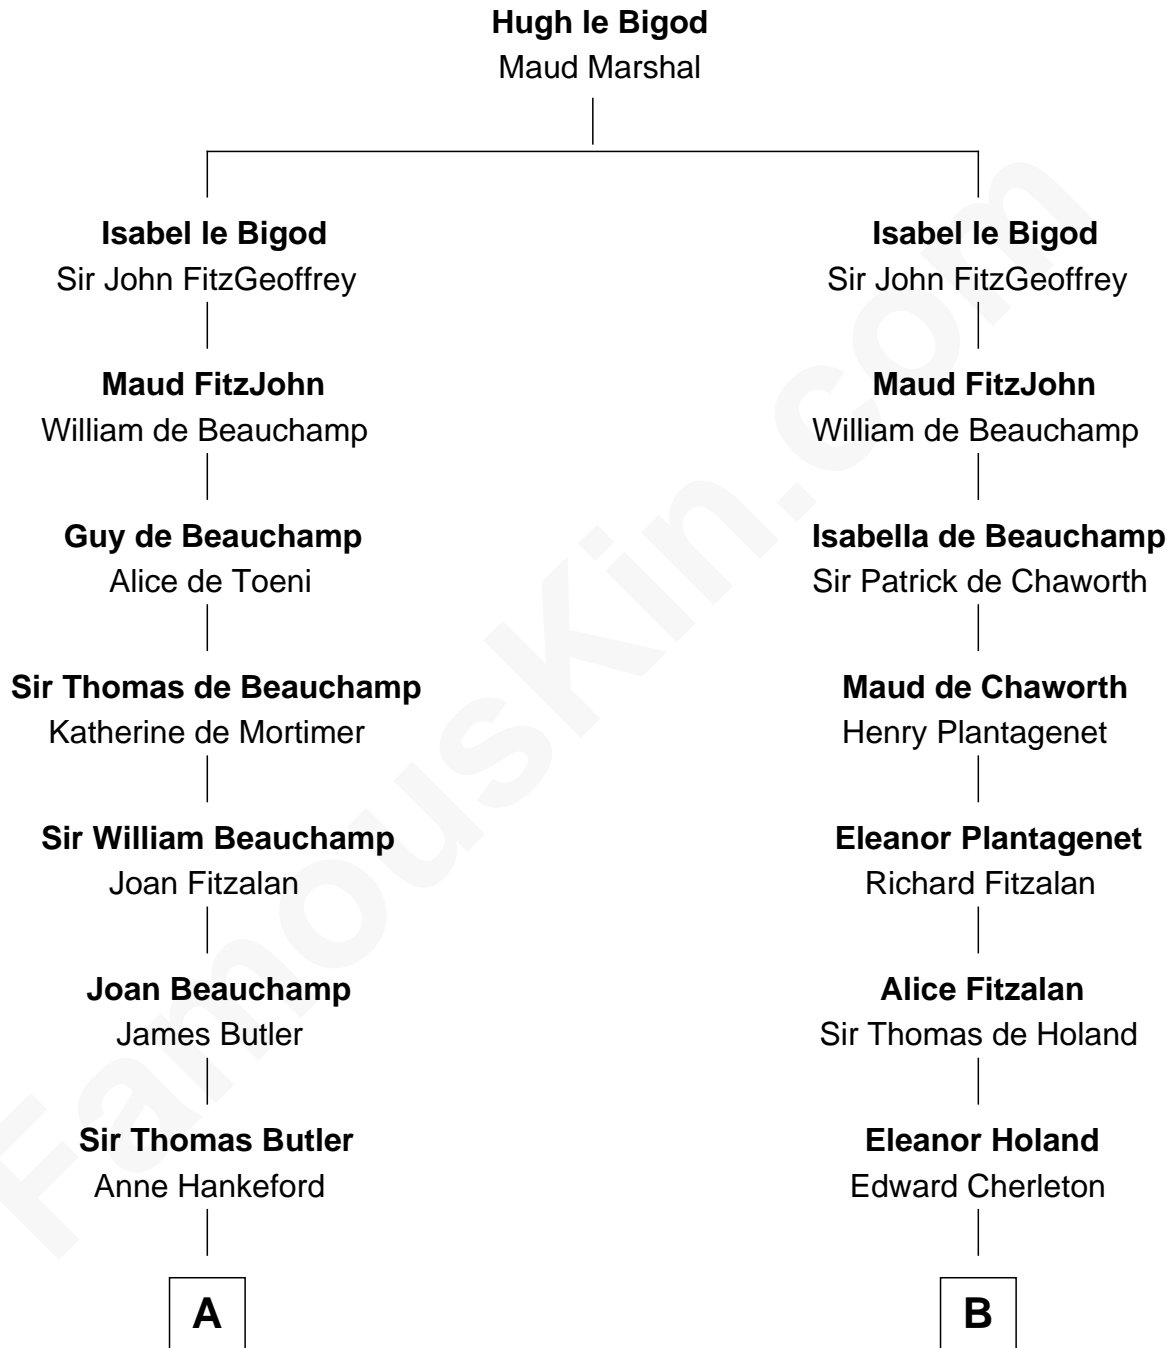 Hugh le Bigod
Maud Marshal
Isabel le Bigod
Sir John FitzGeoffrey
Maud FitzJohn
William de Beauchamp
Guy de Beauchamp
Alice de Toeni
Sir Thomas de Beauchamp
Katherine de Mortimer
Sir William Beauchamp
Joan Fitzalan
Joan Beauchamp
James Butler
Sir Thomas Butler
Anne Hankeford
A
Isabel le Bigod
Sir John FitzGeoffrey
Maud FitzJohn
William de Beauchamp
Isabella de Beauchamp
Sir Patrick de Chaworth
Maud de Chaworth
Henry Plantagenet
Eleanor Plantagenet
Richard Fitzalan
Alice Fitzalan
Sir Thomas de Holand
Eleanor Holand
Edward Cherleton
B
FamousKin.com